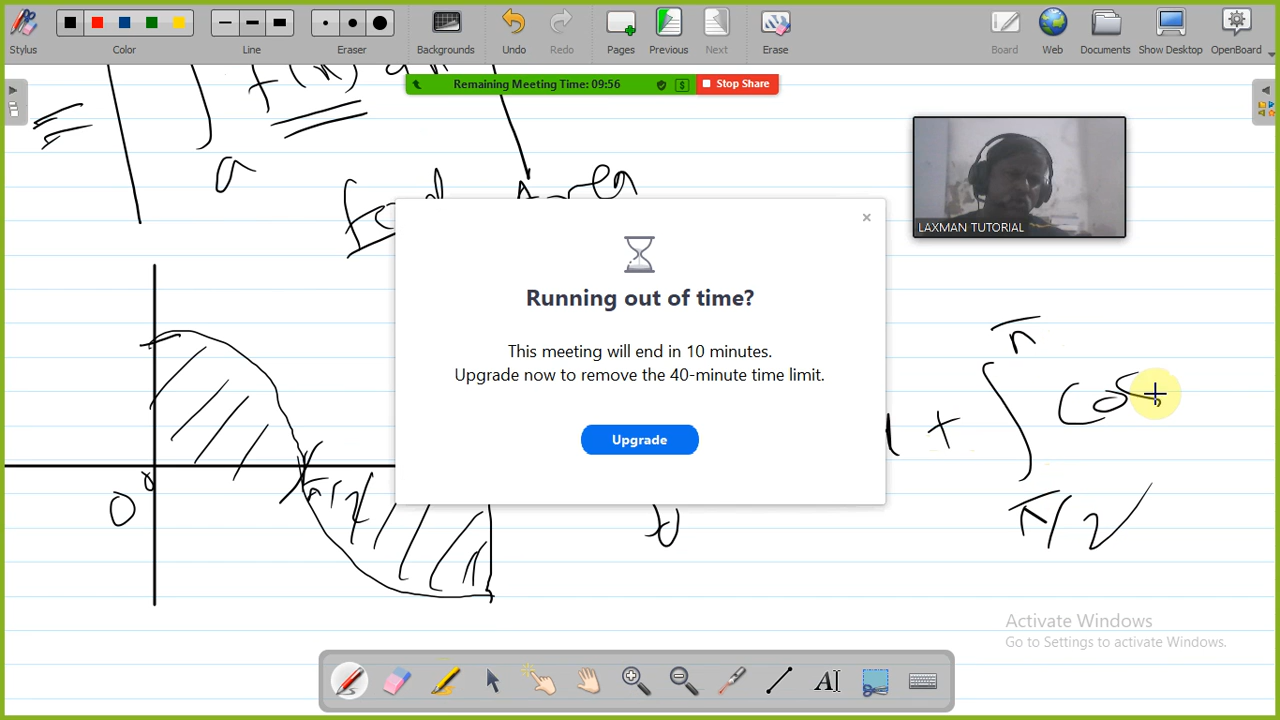 Stylus Color Line Eraser Backgrounds Undo Redo Pages Previous Next Erase Board Web Documents Show Desktop OpenBoard
Remaining Meeting Time: 09:56 Stop Share
= ∫ f(x)
a
Area
LAXMAN TUTORIAL
Running out of time?
This meeting will end in 10 minutes.
Upgrade now to remove the 40-minute time limit.
Upgrade
π
+ ∫ cos
π/2
0
π/2
Activate Windows
Go to Settings to activate Windows.